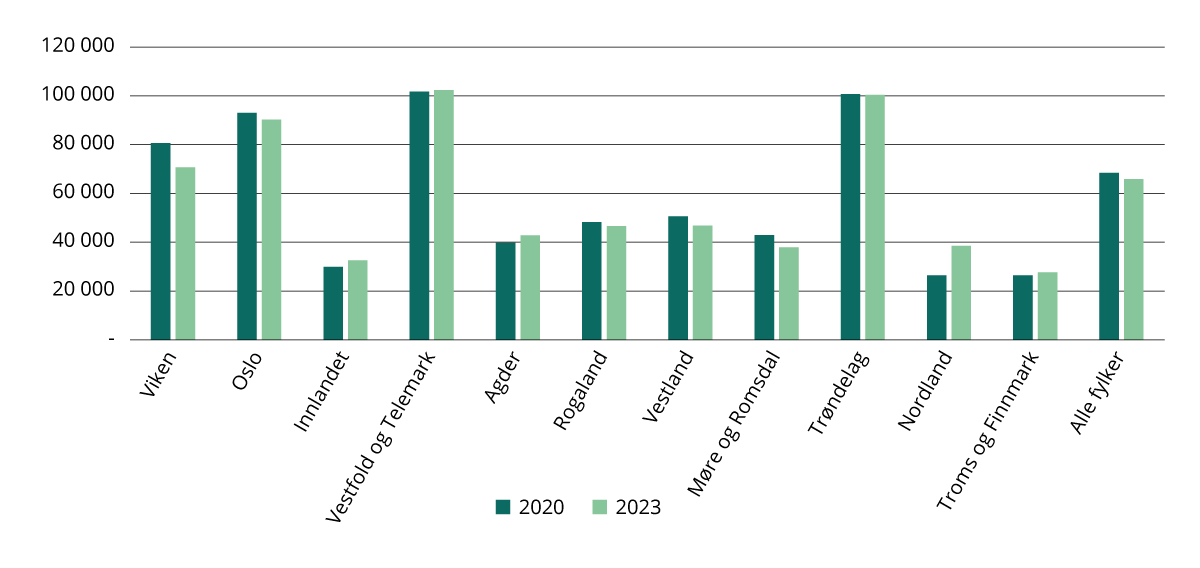 120 000
100 000
80 000
60 000
40 000
20 000
-
Viken
Oslo
Innlandet
Vestfold og Telemark
Agder
Rogaland
Vestland
Møre og Romsdal
Trøndelag
Nordland
Troms og Finnmark
Alle fylker
2020
2023